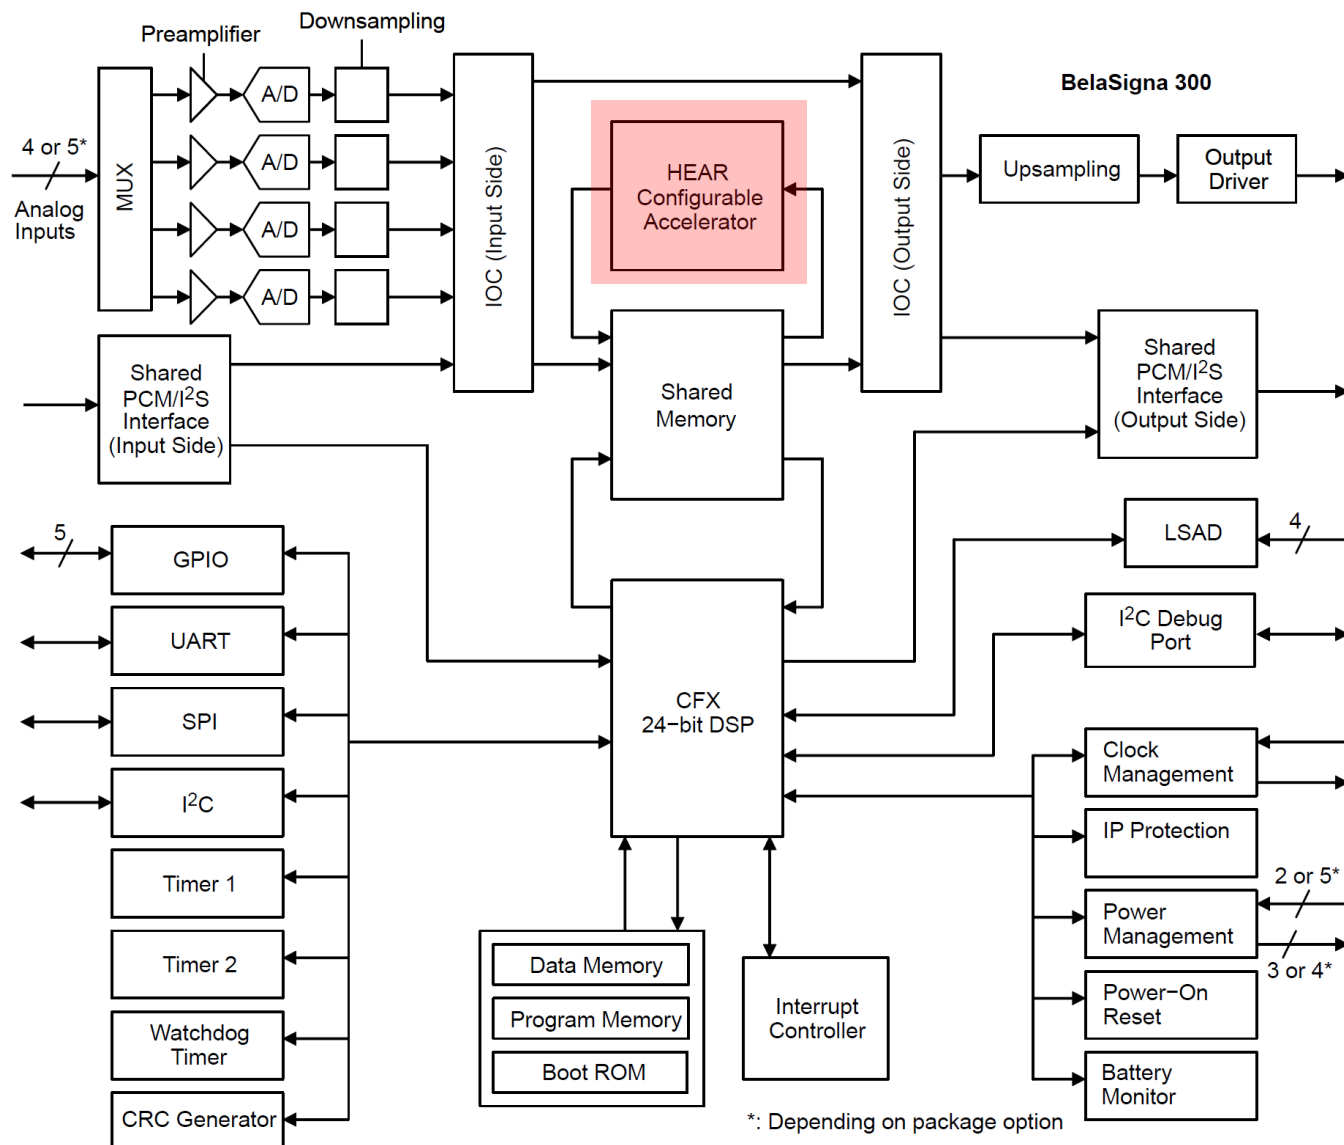 Downsampling
Preamplifier
BelaSigna 300
4 or 5*
Analog
Inputs
MUX
A/D
A/D
A/D
A/D
IOC (Input Side)
HEAR
Configurable
Accelerator
IOC (Output Side)
Upsampling
Output
Driver
Shared
PCM/I²S
Interface
(Input Side)
Shared
Memory
Shared
PCM/I²S
Interface
(Output Side)
5
GPIO
UART
SPI
I²C
Timer 1
Timer 2
Watchdog
Timer
CRC Generator
CFX
24−bit DSP
LSAD
4
I²C Debug
Port
Clock
Management
IP Protection
2 or 5*
Power
Management
3 or 4*
Power−On
Reset
Battery
Monitor
Data Memory
Program Memory
Boot ROM
Interrupt
Controller
*: Depending on package option